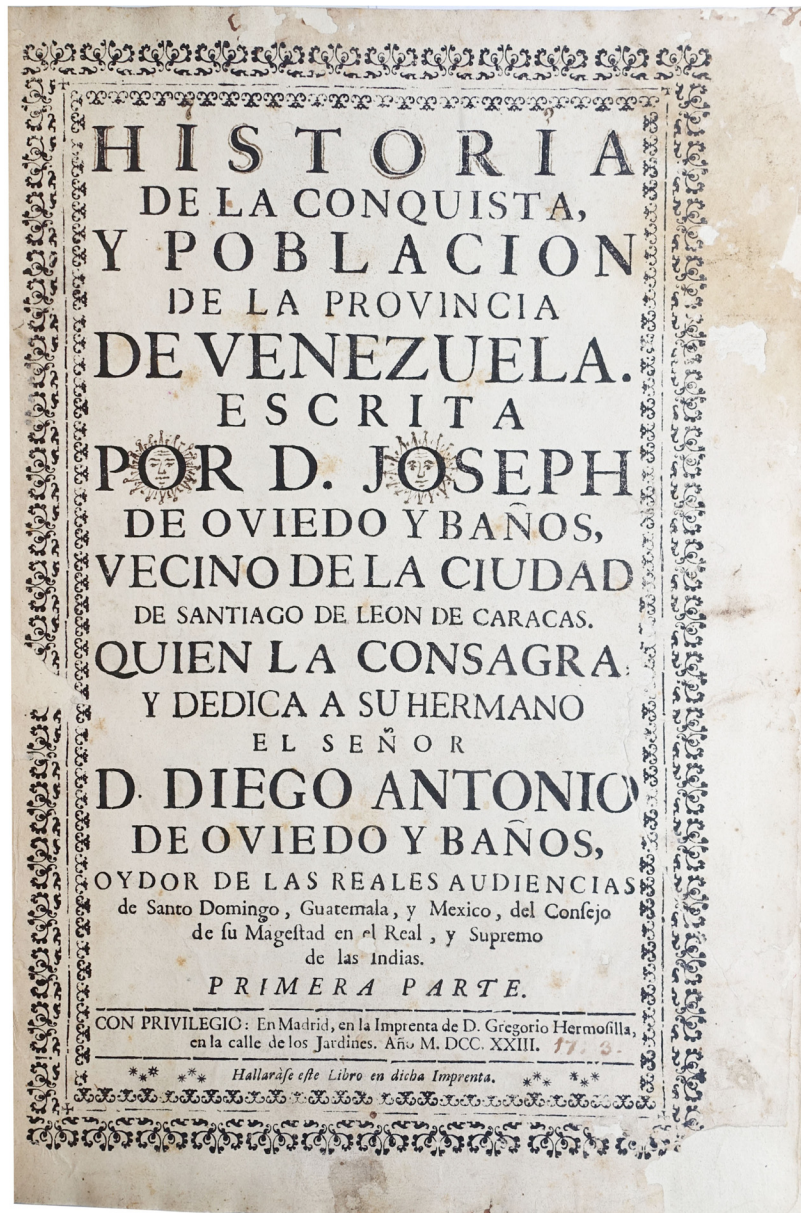 HISTORIA
DE LA CONQUISTA,
Y POBLACION
DE LA PROVINCIA
DE VENEZUELA.
ESCRITA
POR D. JOSEPH
DE OVIEDO Y BAÑOS,
VECINO DE LA CIUDAD
DE SANTIAGO DE LEON DE CARACAS.
QUIEN LA CONSAGRA,
Y DEDICA A SU HERMANO
EL SEÑOR
D. DIEGO ANTONIO
DE OVIEDO Y BAÑOS,
OYDOR DE LAS REALES AUDIENCIAS
de Santo Domingo, Guatemala, y Mexico, del Conſejo
de ſu Mageſtad en el Real, y Supremo
de las Indias.
PRIMERA PARTE.
CON PRIVILEGIO: En Madrid, en la Imprenta de D. Gregorio Hermoſilla,
en la calle de los Jardines. Año M. DCC. XXIII.
Hallaràſe eſte Libro en dicha Imprenta.